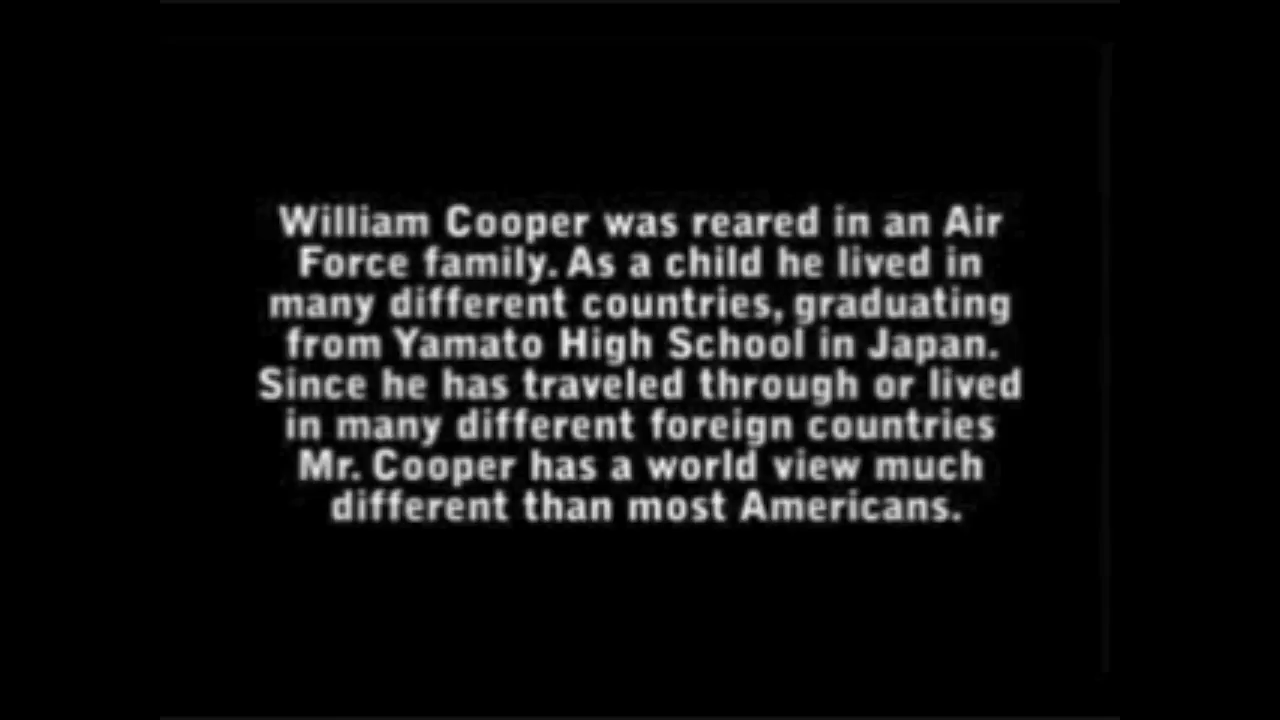 William Cooper was reared in an Air
Force family. As a child he lived in
many different countries, graduating
from Yamato High School in Japan.
Since he has traveled through or lived
in many different foreign countries
Mr. Cooper has a world view much
different than most Americans.